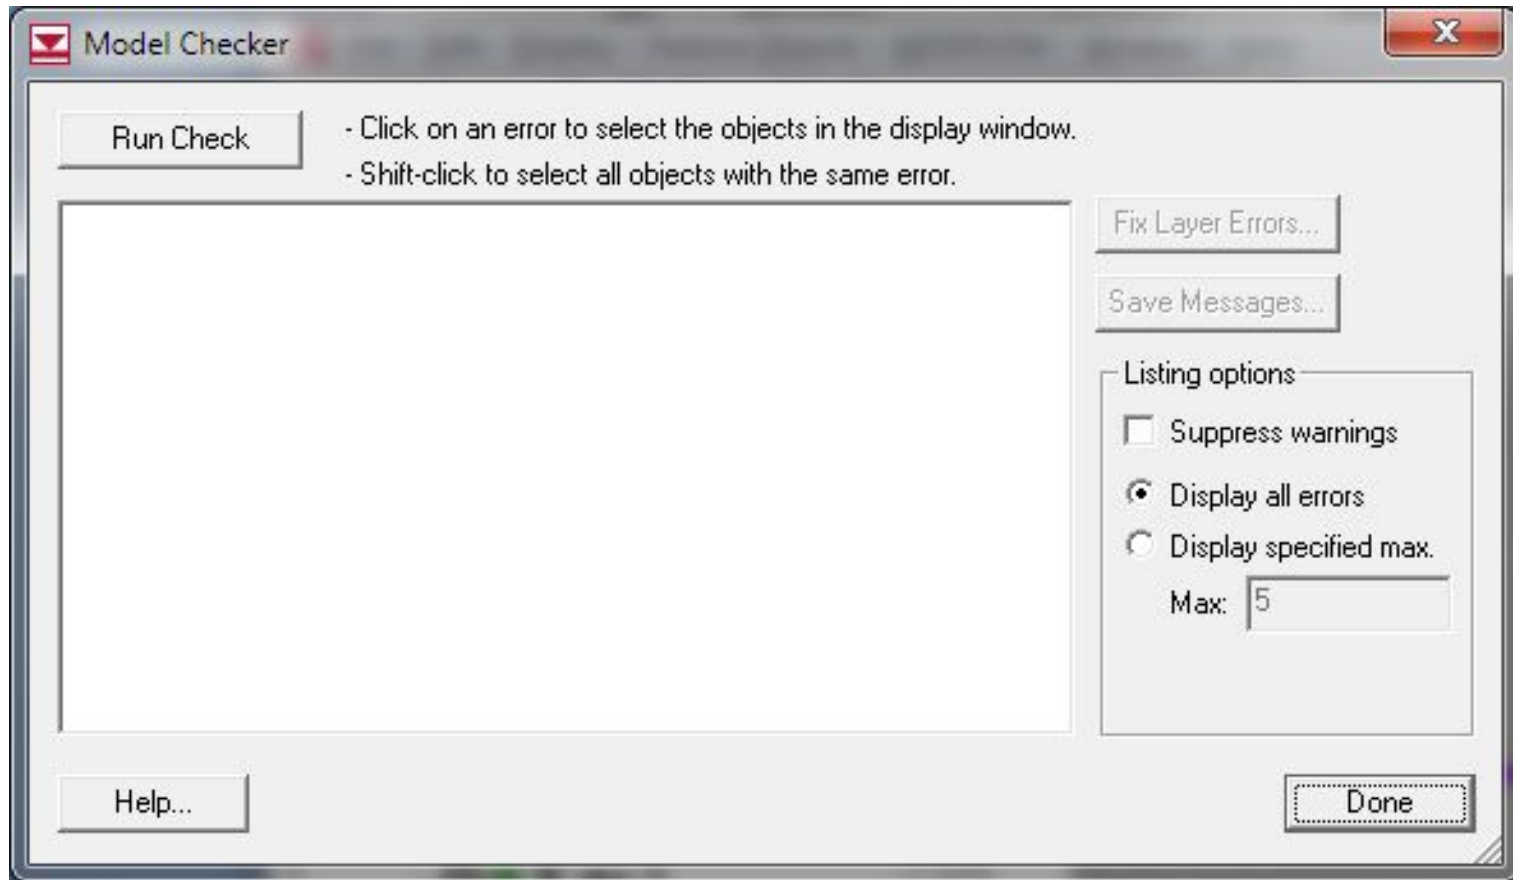 Model Checker
Run Check
- Click on an error to select the objects in the display window.
- Shift-click to select all objects with the same error.
Fix Layer Errors...
Save Messages...
Listing options
Suppress warnings
Display all errors
Display specified max.
Max: 5
Help...
Done